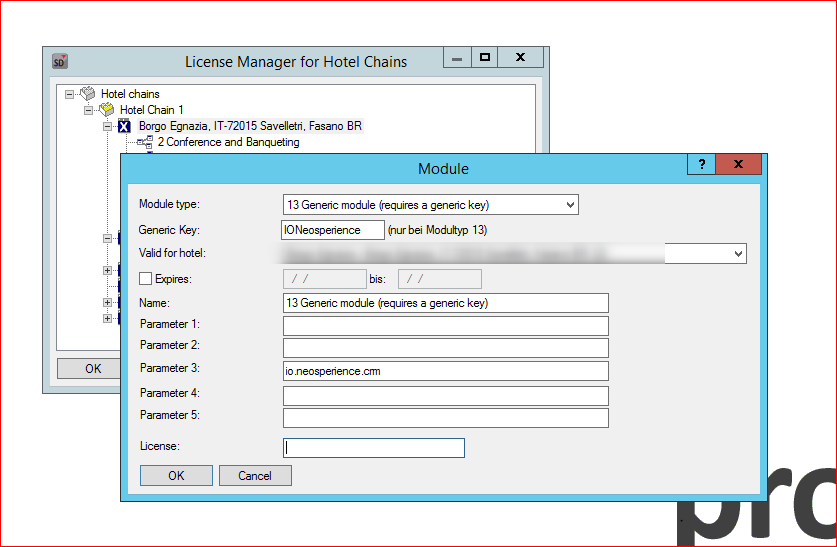 SD
License Manager for Hotel Chains
Hotel chains
Hotel Chain 1
Borgo Egnazia, IT-72015 Savelletri, Fasano BR
2 Conference and Banqueting
OK
Module
?
X
Module type:
13 Generic module (requires a generic key)
Generic Key:
IONeosperience
(nur bei Modultyp 13)
Valid for hotel:
Expires:
/ /
bis:
/ /
Name:
13 Generic module (requires a generic key)
Parameter 1:
Parameter 2:
Parameter 3:
io.neosperience.crm
Parameter 4:
Parameter 5:
License:
OK
Cancel
pro